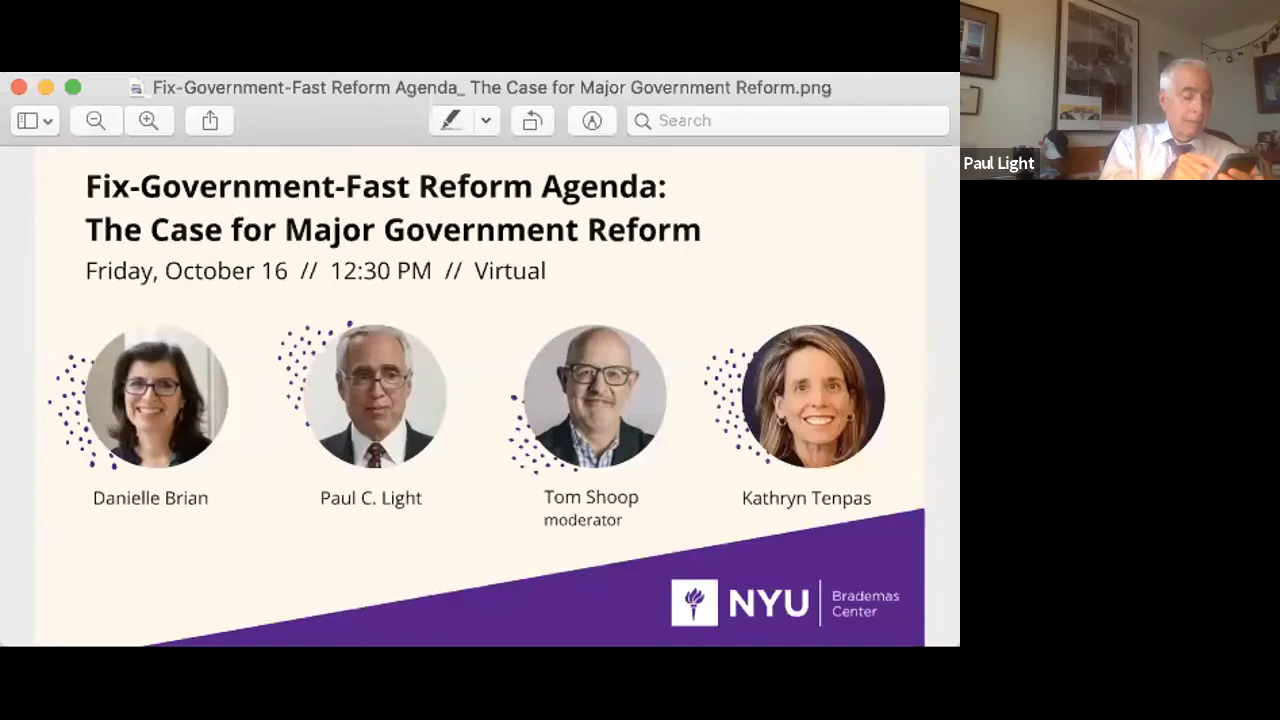 Fix-Government-Fast Reform Agenda_ The Case for Major Government Reform.png
Search
Fix-Government-Fast Reform Agenda:
The Case for Major Government Reform
Friday, October 16 // 12:30 PM // Virtual
Danielle Brian
Paul C. Light
Tom Shoop
moderator
Kathryn Tenpas
NYU
Brademas
Center
Paul Light